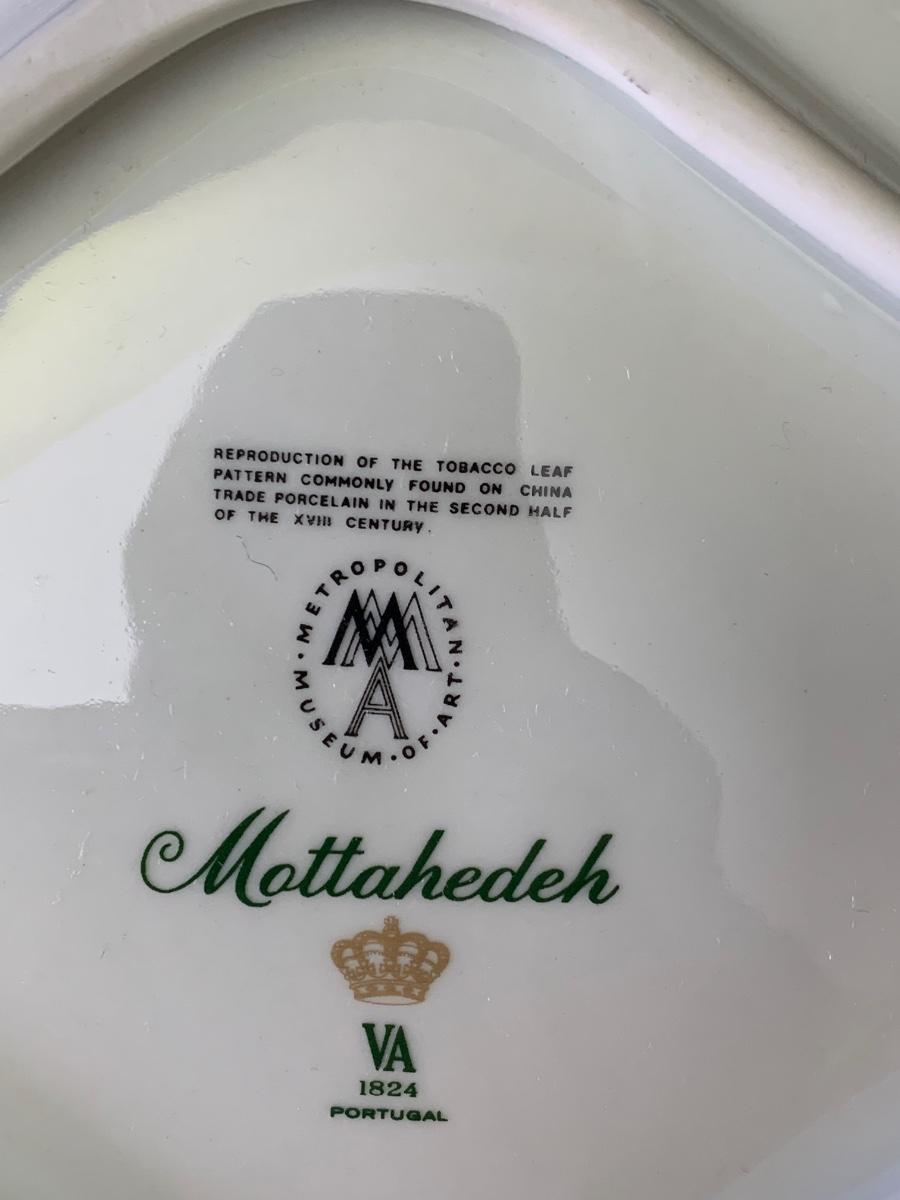 REPRODUCTION OF THE TOBACCO LEAF
PATTERN COMMONLY FOUND ON CHINA
TRADE PORCELAIN IN THE SECOND HALF
OF THE XVIII CENTURY.
METROPOLITAN · MUSEUM · OF · ART ·
MMA
Mottahedeh
VA
1824
PORTUGAL